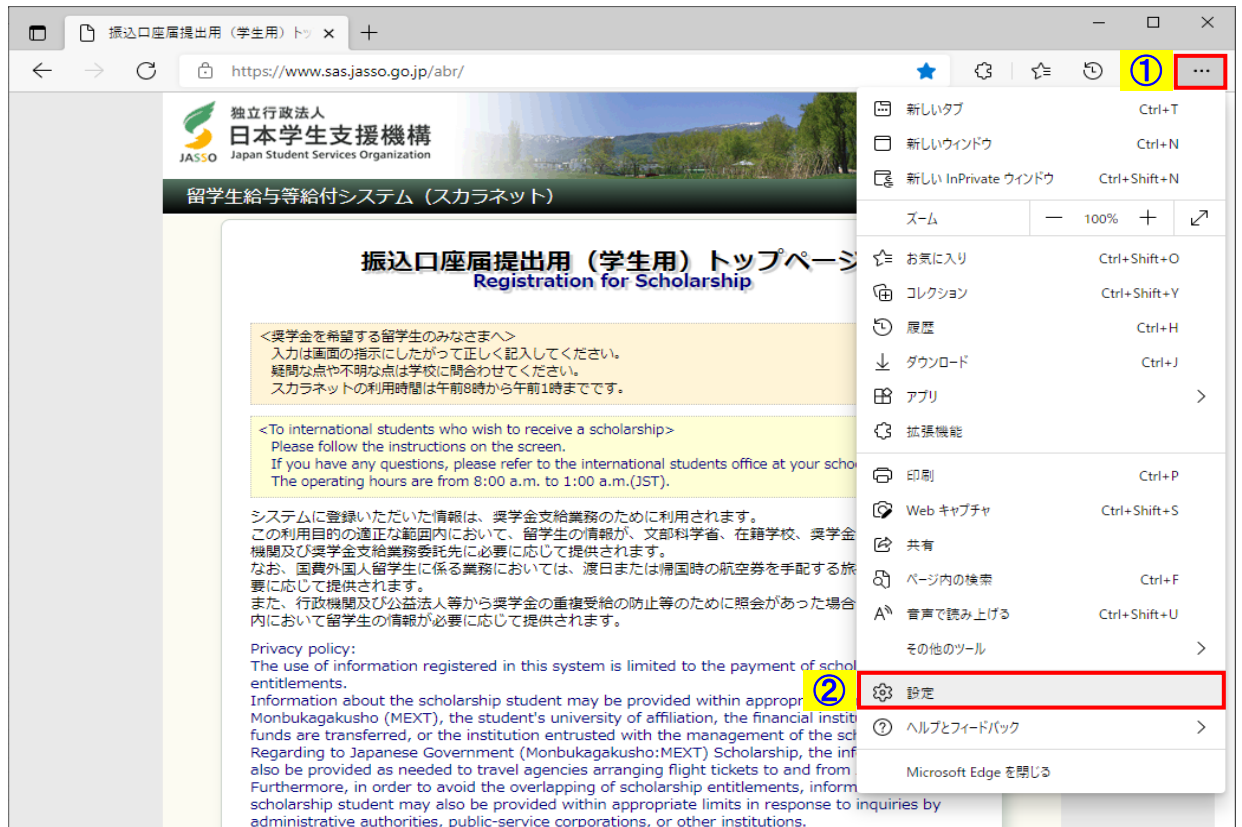 振込口座届提出用（学生用）トッ
https://www.sas.jasso.go.jp/abr/
①
...
独立行政法人
日本学生支援機構
JASSO Japan Student Services Organization
留学生給与等給付システム（スカラネット）
振込口座届提出用（学生用）トップページ
Registration for Scholarship
<奨学金を希望する留学生のみなさまへ>
入力は画面の指示にしたがって正しく記入してください。
疑問な点や不明な点は学校に問合わせてください。
スカラネットの利用時間は午前8時から午前1時までです。
<To international students who wish to receive a scholarship>
Please follow the instructions on the screen.
If you have any questions, please refer to the international students office at your scho
The operating hours are from 8:00 a.m. to 1:00 a.m.(JST).
システムに登録いただいた情報は、奨学金支給業務のために利用されます。
この利用目的の適正な範囲内において、留学生の情報が、文部科学省、在籍学校、奨学金
機関及び奨学金支給業務委託先に必要に応じて提供されます。
なお、国費外国人留学生に係る業務においては、渡日または帰国時の航空券を手配する旅
要に応じて提供されます。
また、行政機関及び公益法人等から奨学金の重複受給の防止等のために照会があった場合
内において留学生の情報が必要に応じて提供されます。
Privacy policy:
The use of information registered in this system is limited to the payment of schol
entitlements.
Information about the scholarship student may be provided within appropr
Monbukagakusho (MEXT), the student's university of affiliation, the financial institu
funds are transferred, or the institution entrusted with the management of the sch
Regarding to Japanese Government (Monbukagakusho:MEXT) Scholarship, the inf
also be provided as needed to travel agencies arranging flight tickets to and from
Furthermore, in order to avoid the overlapping of scholarship entitlements, inform
scholarship student may also be provided within appropriate limits in response to inquiries by
administrative authorities, public-service corporations, or other institutions.
新しいタブ Ctrl+T
新しいウィンドウ Ctrl+N
新しい InPrivate ウィンドウ Ctrl+Shift+N
ズーム — 100% +
お気に入り Ctrl+Shift+O
コレクション Ctrl+Shift+Y
履歴 Ctrl+H
ダウンロード Ctrl+J
アプリ
拡張機能
印刷 Ctrl+P
Web キャプチャ Ctrl+Shift+S
共有
ページ内の検索 Ctrl+F
音声で読み上げる Ctrl+Shift+U
その他のツール
② 設定
ヘルプとフィードバック
Microsoft Edge を閉じる